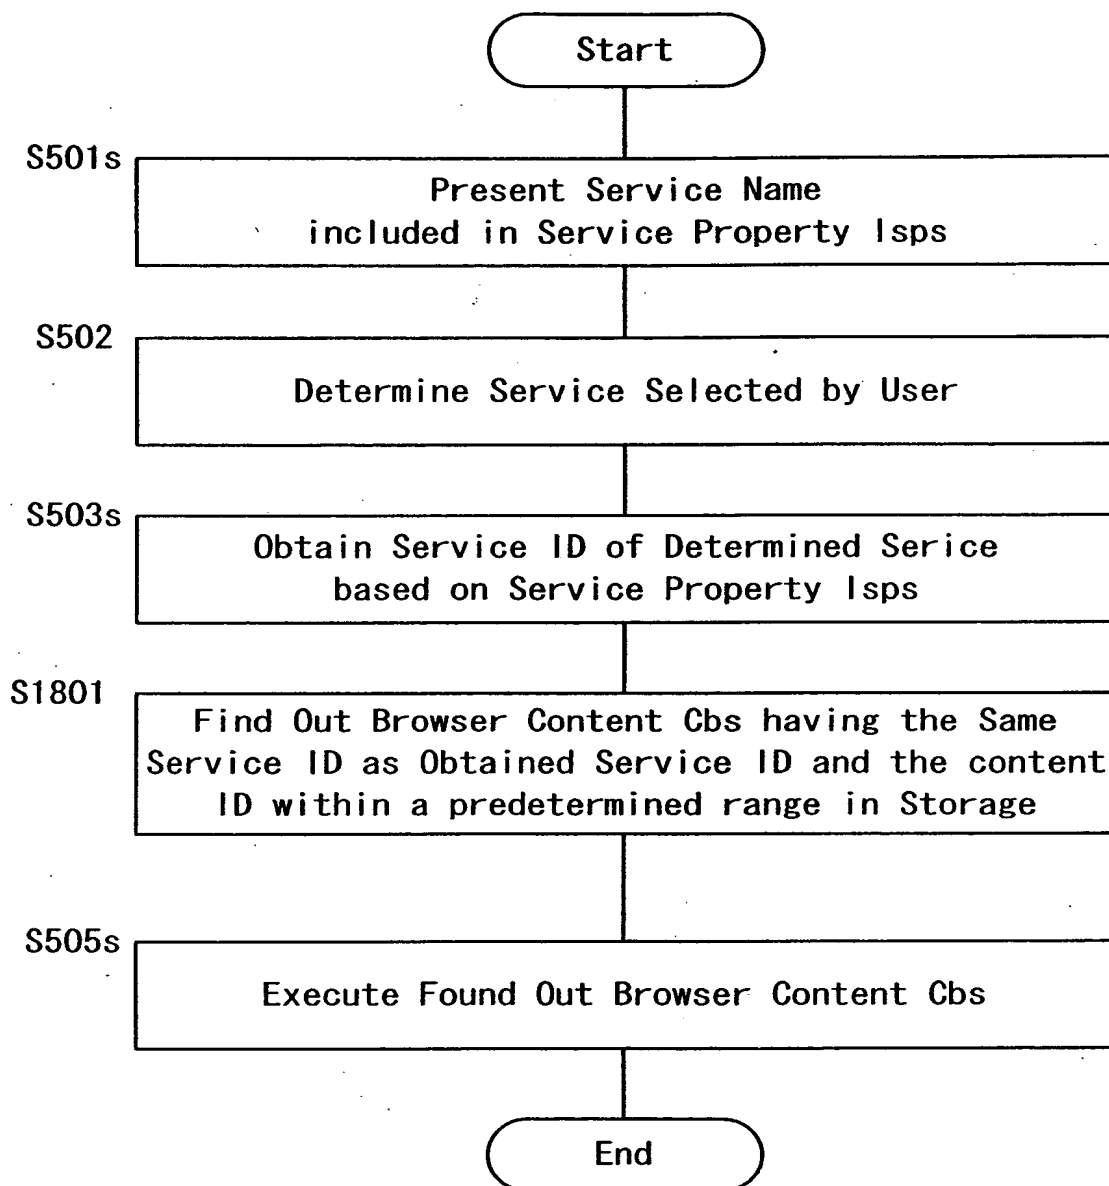 Start
S501s
Present Service Name
included in Service Property Isps
S502
Determine Service Selected by User
S503s
Obtain Service ID of Determined Serice
based on Service Property Isps
S1801
Find Out Browser Content Cbs having the Same
Service ID as Obtained Service ID and the content
ID within a predetermined range in Storage
S505s
Execute Found Out Browser Content Cbs
End